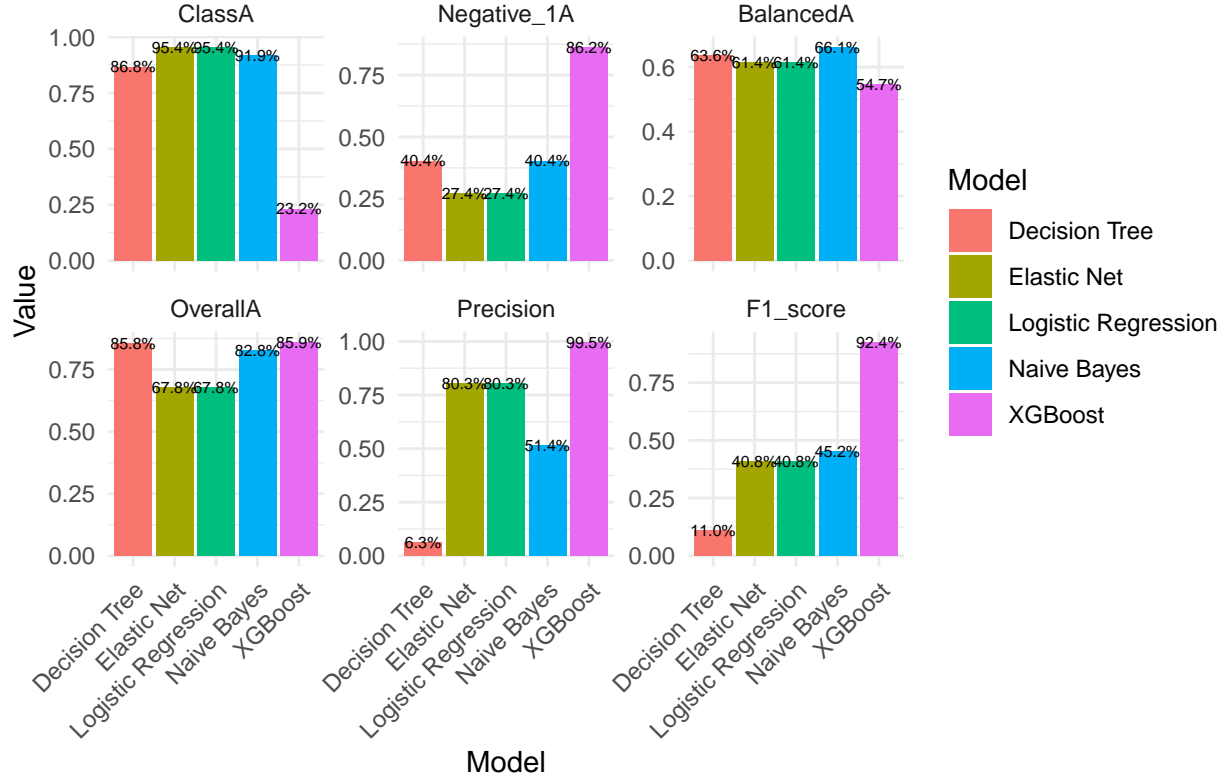 ClassA
Negative_1A
BalancedA
1.00
0.75
0.50
0.25
0.00
86.8%
95.4%
95.4%
91.9%
23.2%
0.75
0.50
0.25
0.00
40.4%
27.4%
27.4%
40.4%
86.2%
0.6
0.4
0.2
0.0
63.6%
61.4%
61.4%
66.1%
54.7%
OverallA
Precision
F1_score
0.75
0.50
0.25
0.00
85.8%
67.8%
67.8%
82.8%
85.9%
1.00
0.75
0.50
0.25
0.00
6.3%
80.3%
80.3%
51.4%
99.5%
0.75
0.50
0.25
0.00
11.0%
40.8%
40.8%
45.2%
92.4%
Decision Tree
Elastic Net
Logistic Regression
Naive Bayes
XGBoost
Decision Tree
Elastic Net
Logistic Regression
Naive Bayes
XGBoost
Decision Tree
Elastic Net
Logistic Regression
Naive Bayes
XGBoost
Value
Model
Model
Decision Tree
Elastic Net
Logistic Regression
Naive Bayes
XGBoost